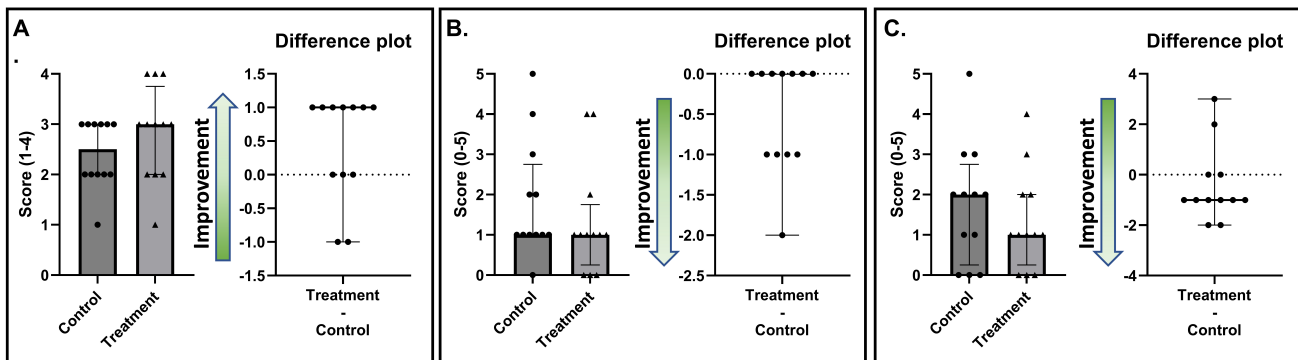 A
.
Difference plot
Score (1-4)
4
3
2
1
0
Control
Treatment
Improvement
1.5
1.0
0.5
0.0
-0.5
-1.0
-1.5
Treatment
-
Control
B.
Difference plot
Score (0-5)
5
4
3
2
1
0
Control
Treatment
Improvement
0.0
-0.5
-1.0
-1.5
-2.0
-2.5
Treatment
-
Control
C.
Difference plot
Score (0-5)
5
4
3
2
1
0
Control
Treatment
Improvement
4
2
0
-2
-4
Treatment
-
Control